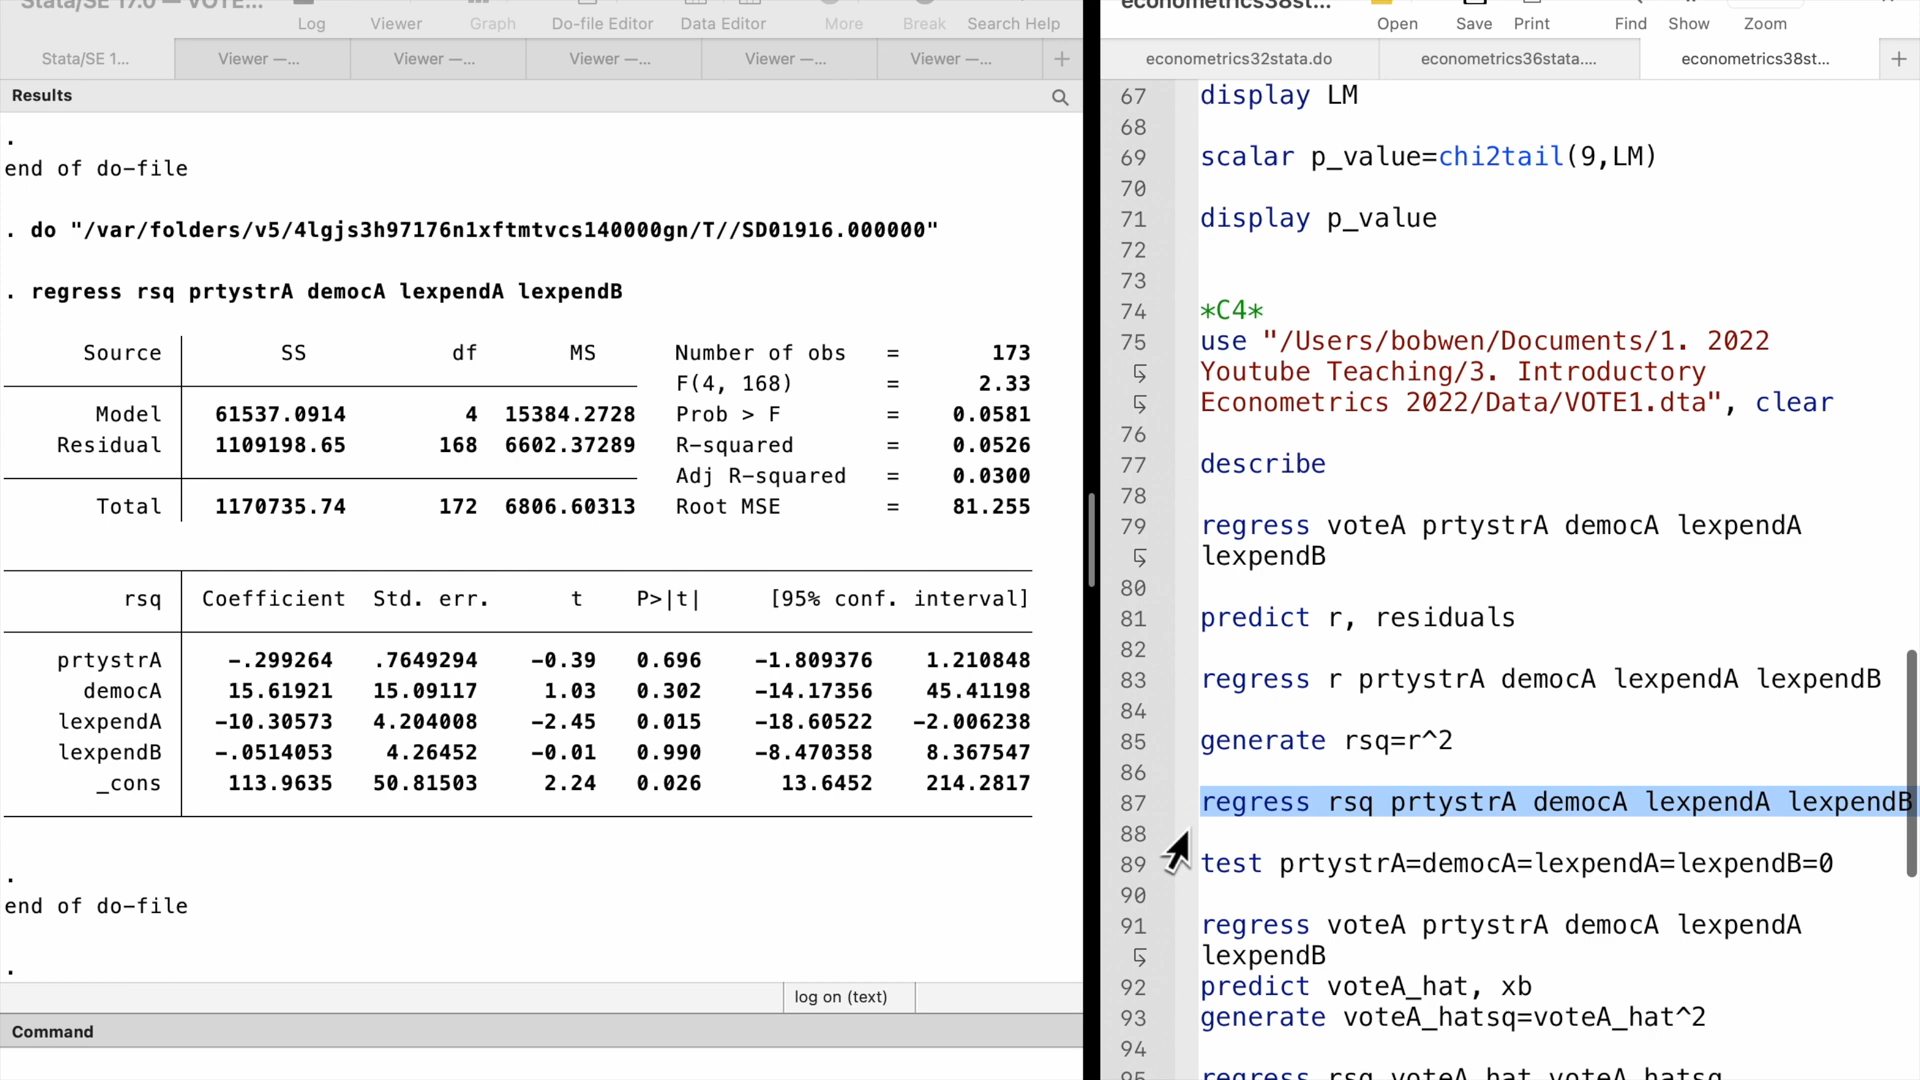 Stata/SE 17.0 — VOTE...
Log Viewer Graph Do-file Editor Data Editor More Break Search Help
Stata/SE 1... Viewer —... Viewer —... Viewer —... Viewer —... Viewer —... +
Results
.
end of do-file
. do "/var/folders/v5/4lgjs3h97176n1xftmtvcs140000gn/T//SD01916.000000"
. regress rsq prtystrA democA lexpendA lexpendB
Source SS df MS Number of obs = 173
F(4, 168) = 2.33
Model 61537.0914 4 15384.2728 Prob > F = 0.0581
Residual 1109198.65 168 6602.37289 R-squared = 0.0526
Adj R-squared = 0.0300
Total 1170735.74 172 6806.60313 Root MSE = 81.255
rsq Coefficient Std. err. t P>|t| [95% conf. interval]
prtystrA -.299264 .7649294 -0.39 0.696 -1.809376 1.210848
democA 15.61921 15.09117 1.03 0.302 -14.17356 45.41198
lexpendA -10.30573 4.204008 -2.45 0.015 -18.60522 -2.006238
lexpendB -.0514053 4.26452 -0.01 0.990 -8.470358 8.367547
_cons 113.9635 50.81503 2.24 0.026 13.6452 214.2817
.
end of do-file
.
log on (text)
Command
econometrics38st...
Open Save Print Find Show Zoom
econometrics32stata.do econometrics36stata.... econometrics38st... +
67 display LM
68
69 scalar p_value=chi2tail(9,LM)
70
71 display p_value
72
73
74 *C4*
75 use "/Users/bobwen/Documents/1. 2022
Youtube Teaching/3. Introductory
Econometrics 2022/Data/VOTE1.dta", clear
76
77 describe
78
79 regress voteA prtystrA democA lexpendA
lexpendB
80
81 predict r, residuals
82
83 regress r prtystrA democA lexpendA lexpendB
84
85 generate rsq=r^2
86
87 regress rsq prtystrA democA lexpendA lexpendB
88
89 test prtystrA=democA=lexpendA=lexpendB=0
90
91 regress voteA prtystrA democA lexpendA
lexpendB
92 predict voteA_hat, xb
93 generate voteA_hatsq=voteA_hat^2
94
95 regress rsq voteA_hat voteA_hatsq